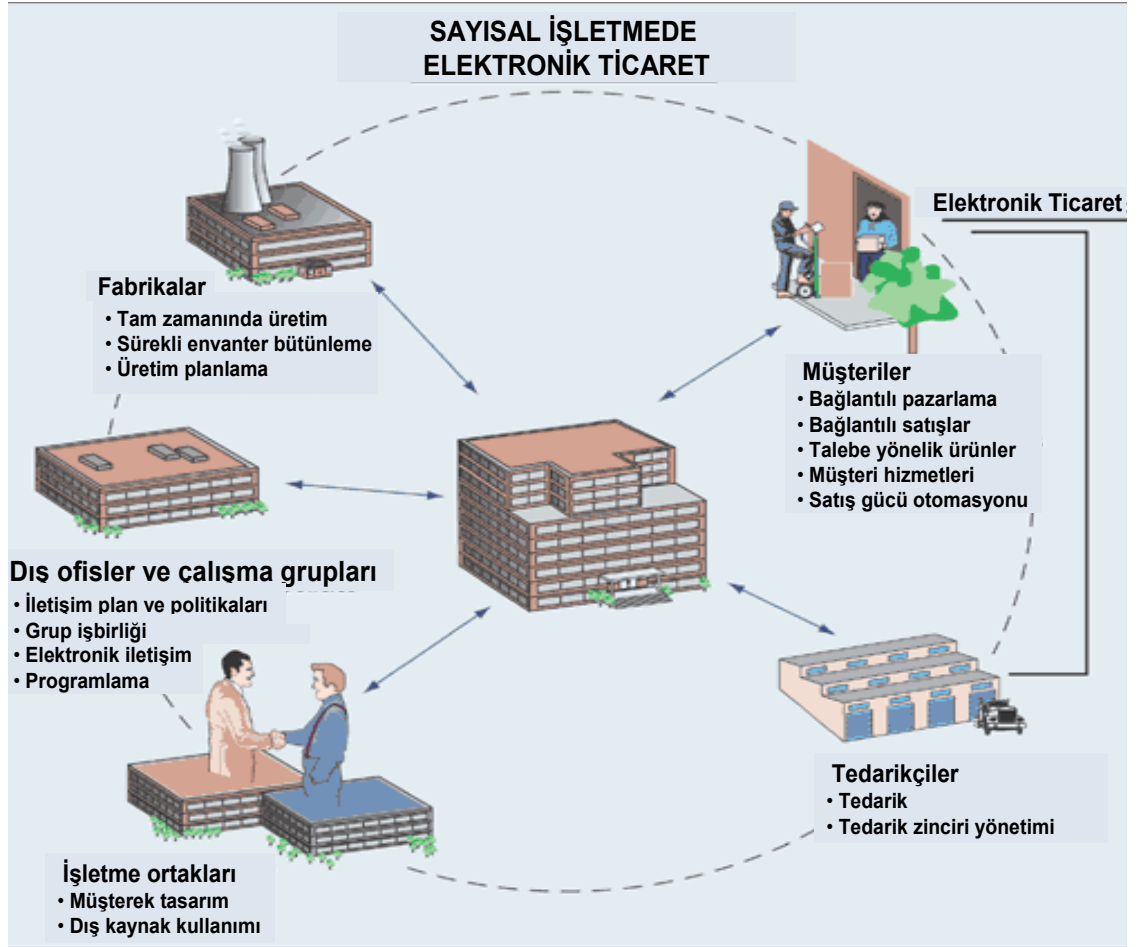 SAYISAL İŞLETMEDE
ELEKTRONİK TİCARET
Elektronik Ticaret
Fabrikalar
• Tam zamanında üretim
• Sürekli envanter bütünleme
• Üretim planlama
Müşteriler
• Bağlantılı pazarlama
• Bağlantılı satışlar
• Talebe yönelik ürünler
• Müşteri hizmetleri
• Satış gücü otomasyonu
Dış ofisler ve çalışma grupları
• İletişim plan ve politikaları
• Grup işbirliği
• Elektronik iletişim
• Programlama
Tedarikçiler
• Tedarik
• Tedarik zinciri yönetimi
İşletme ortakları
• Müşterek tasarım
• Dış kaynak kullanımı